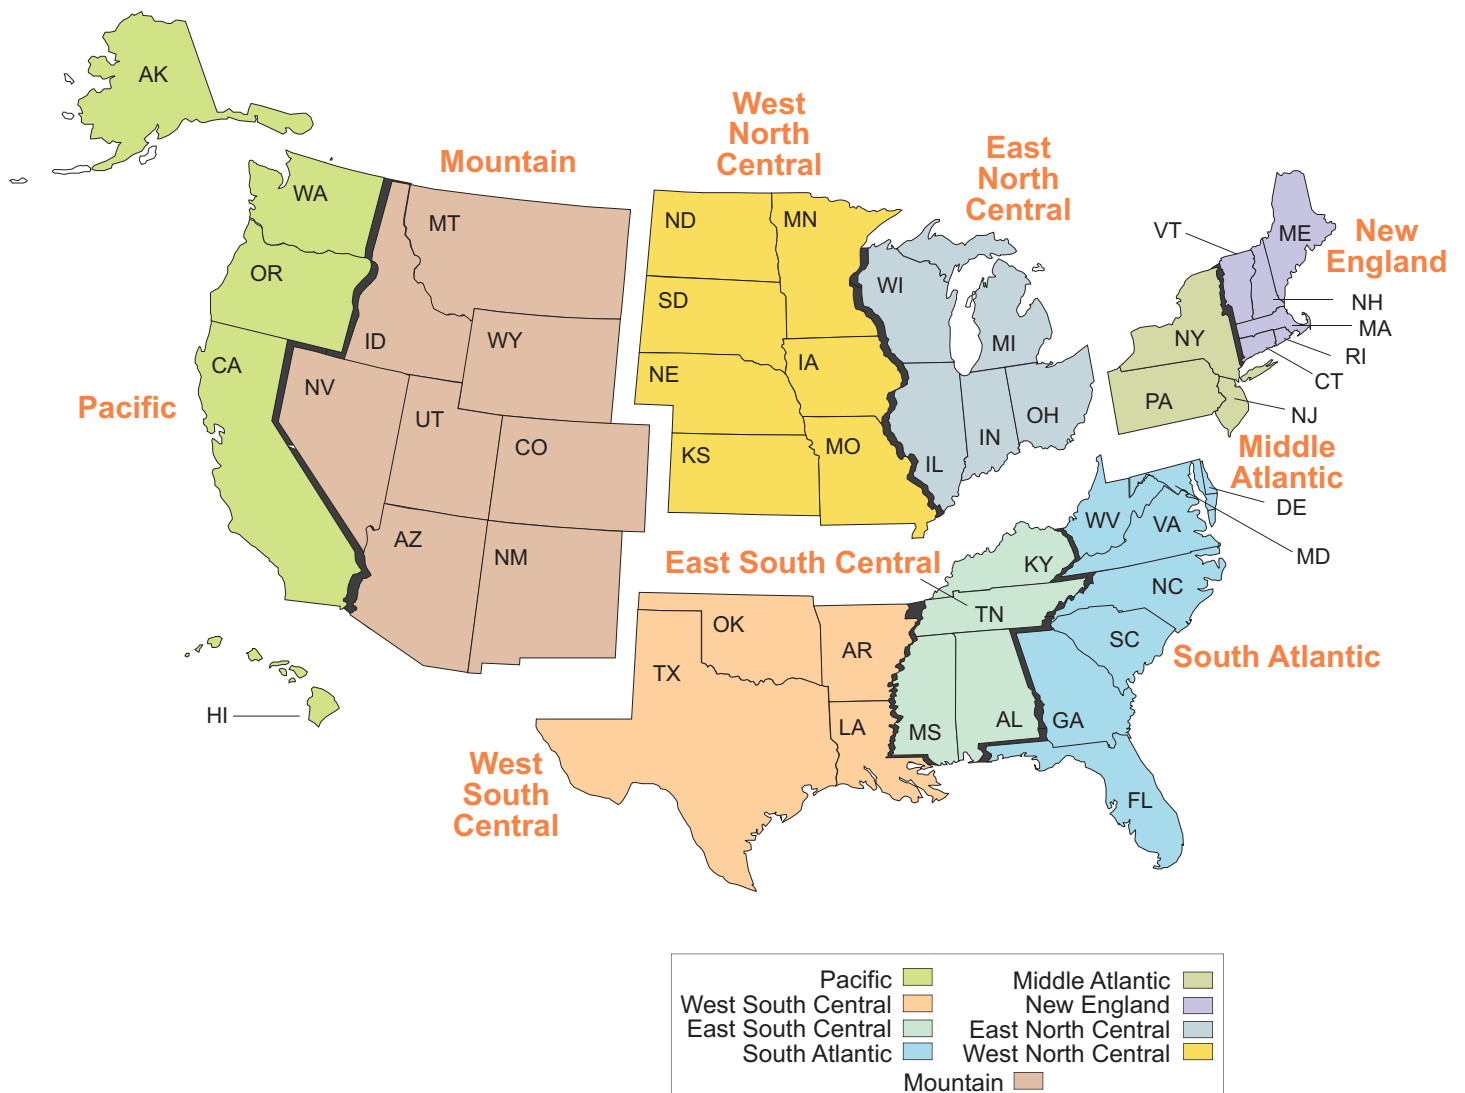 AK
West
North
Central
East
North
Central
Mountain
WA
MT
ND
MN
VT
ME
New
England
OR
WI
SD
NH
MA
ID
WY
NY
MI
RI
CA
NV
NE
IA
CT
Pacific
UT
PA
NJ
OH
CO
KS
MO
IN
IL
Middle
Atlantic
DE
AZ
NM
WV
VA
MD
East South Central
KY
NC
OK
TN
AR
SC
South Atlantic
TX
HI
LA
MS
AL
GA
West
South
Central
FL
Pacific
Middle Atlantic
West South Central
New England
East South Central
East North Central
South Atlantic
West North Central
Mountain